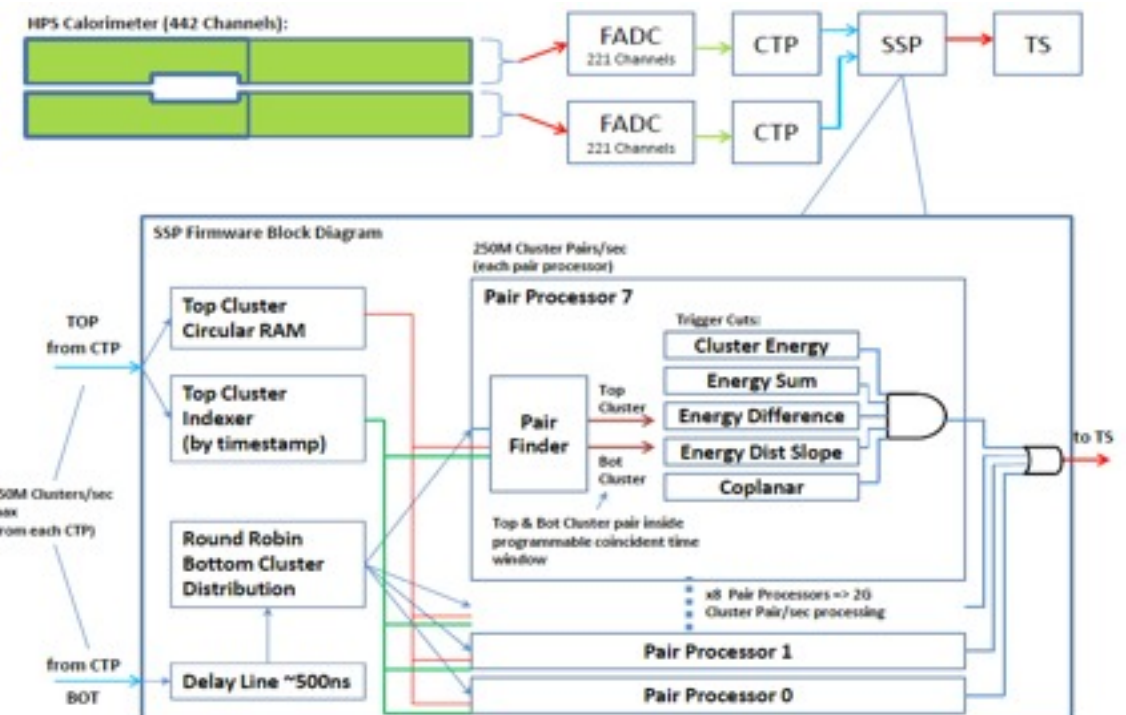 HPS Calorimeter (442 Channels):
FADC
221 Channels
CTP
SSP
TS
FADC
221 Channels
CTP
SSP Firmware Block Diagram
250M Cluster Pairs/sec
(each pair processor)
Pair Processor 7
Top Cluster
Circular RAM
TOP
from CTP
Trigger Cuts:
Cluster Energy
Energy Sum
Energy Difference
Energy Dist Slope
Coplanar
Top Cluster
Indexer
(by timestamp)
Pair
Finder
Top
Cluster
Bot
Cluster
to TS
50M Clusters/sec
ax
rom each CTP)
Top & Bot Cluster pair inside
programmable coincident time
window
Round Robin
Bottom Cluster
Distribution
x8 Pair Processors => 2G
Cluster Pair/sec processing
Pair Processor 1
from CTP
BOT
Delay Line ~500ns
Pair Processor 0